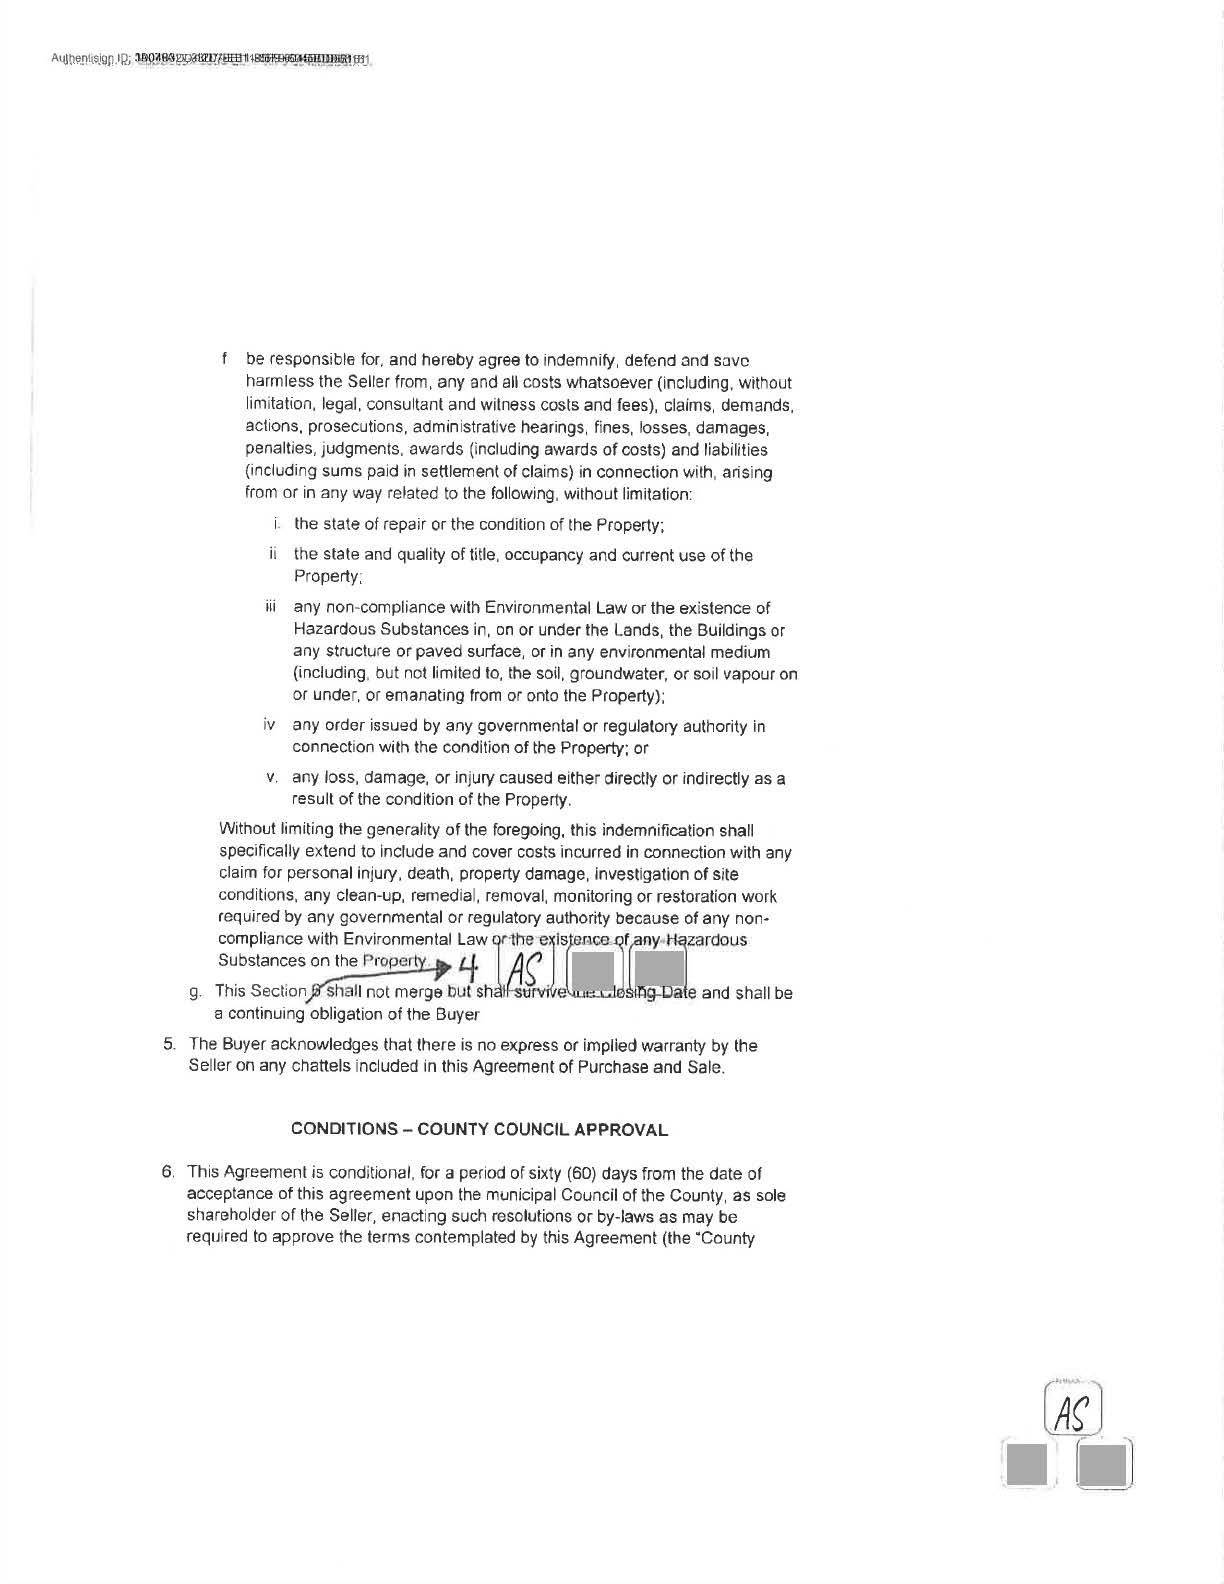 Authentisign ID:
f be responsible for, and hereby agree to indemnify, defend and save
harmless the Seller from, any and all costs whatsoever (including, without
limitation, legal, consultant and witness costs and fees), claims, demands,
actions, prosecutions, administrative hearings, fines, losses, damages,
penalties, judgments, awards (including awards of costs) and liabilities
(including sums paid in settlement of claims) in connection with, arising
from or in any way related to the following, without limitation:
i. the state of repair or the condition of the Property;
ii the state and quality of title, occupancy and current use of the
Property;
iii any non-compliance with Environmental Law or the existence of
Hazardous Substances in, on or under the Lands, the Buildings or
any structure or paved surface, or in any environmental medium
(including, but not limited to, the soil, groundwater, or soil vapour on
or under, or emanating from or onto the Property);
iv any order issued by any governmental or regulatory authority in
connection with the condition of the Property; or
v. any loss, damage, or injury caused either directly or indirectly as a
result of the condition of the Property.
Without limiting the generality of the foregoing, this indemnification shall
specifically extend to include and cover costs incurred in connection with any
claim for personal injury, death, property damage, investigation of site
conditions, any clean-up, remedial, removal, monitoring or restoration work
required by any governmental or regulatory authority because of any non-
compliance with Environmental Law or the existence of any Hazardous
Substances on the Property. 4 AS
g. This Section shall not merge but shall survive the Closing Date and shall be
a continuing obligation of the Buyer
5. The Buyer acknowledges that there is no express or implied warranty by the
Seller on any chattels included in this Agreement of Purchase and Sale.
CONDITIONS – COUNTY COUNCIL APPROVAL
6. This Agreement is conditional, for a period of sixty (60) days from the date of
acceptance of this agreement upon the municipal Council of the County, as sole
shareholder of the Seller, enacting such resolutions or by-laws as may be
required to approve the terms contemplated by this Agreement (the "County
AS